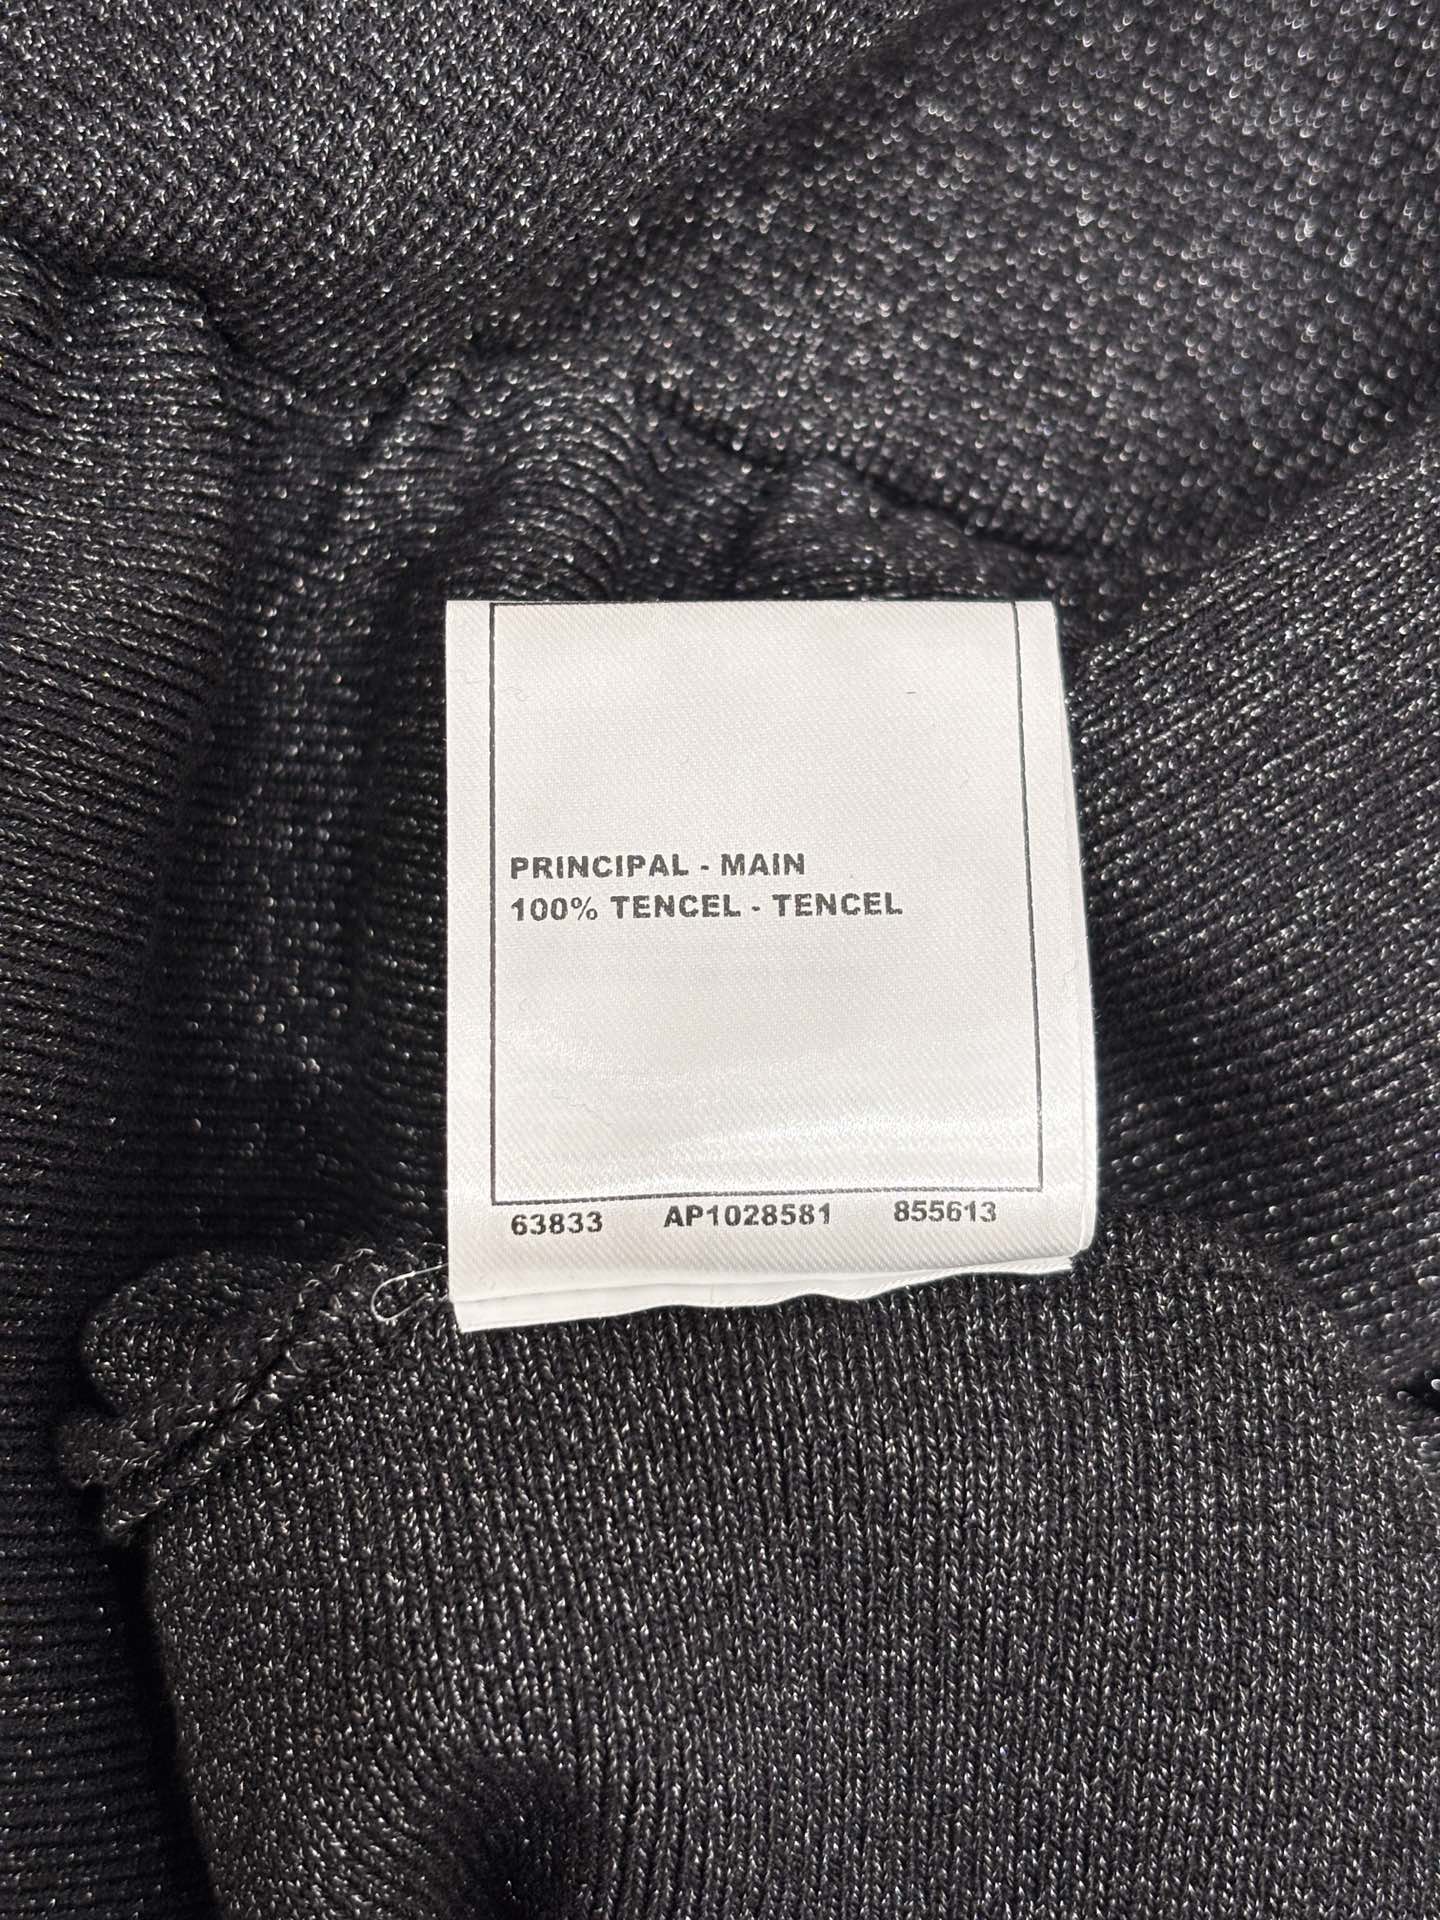 PRINCIPAL - MAIN
100% TENCEL - TENCEL
63833 AP1028581 855613